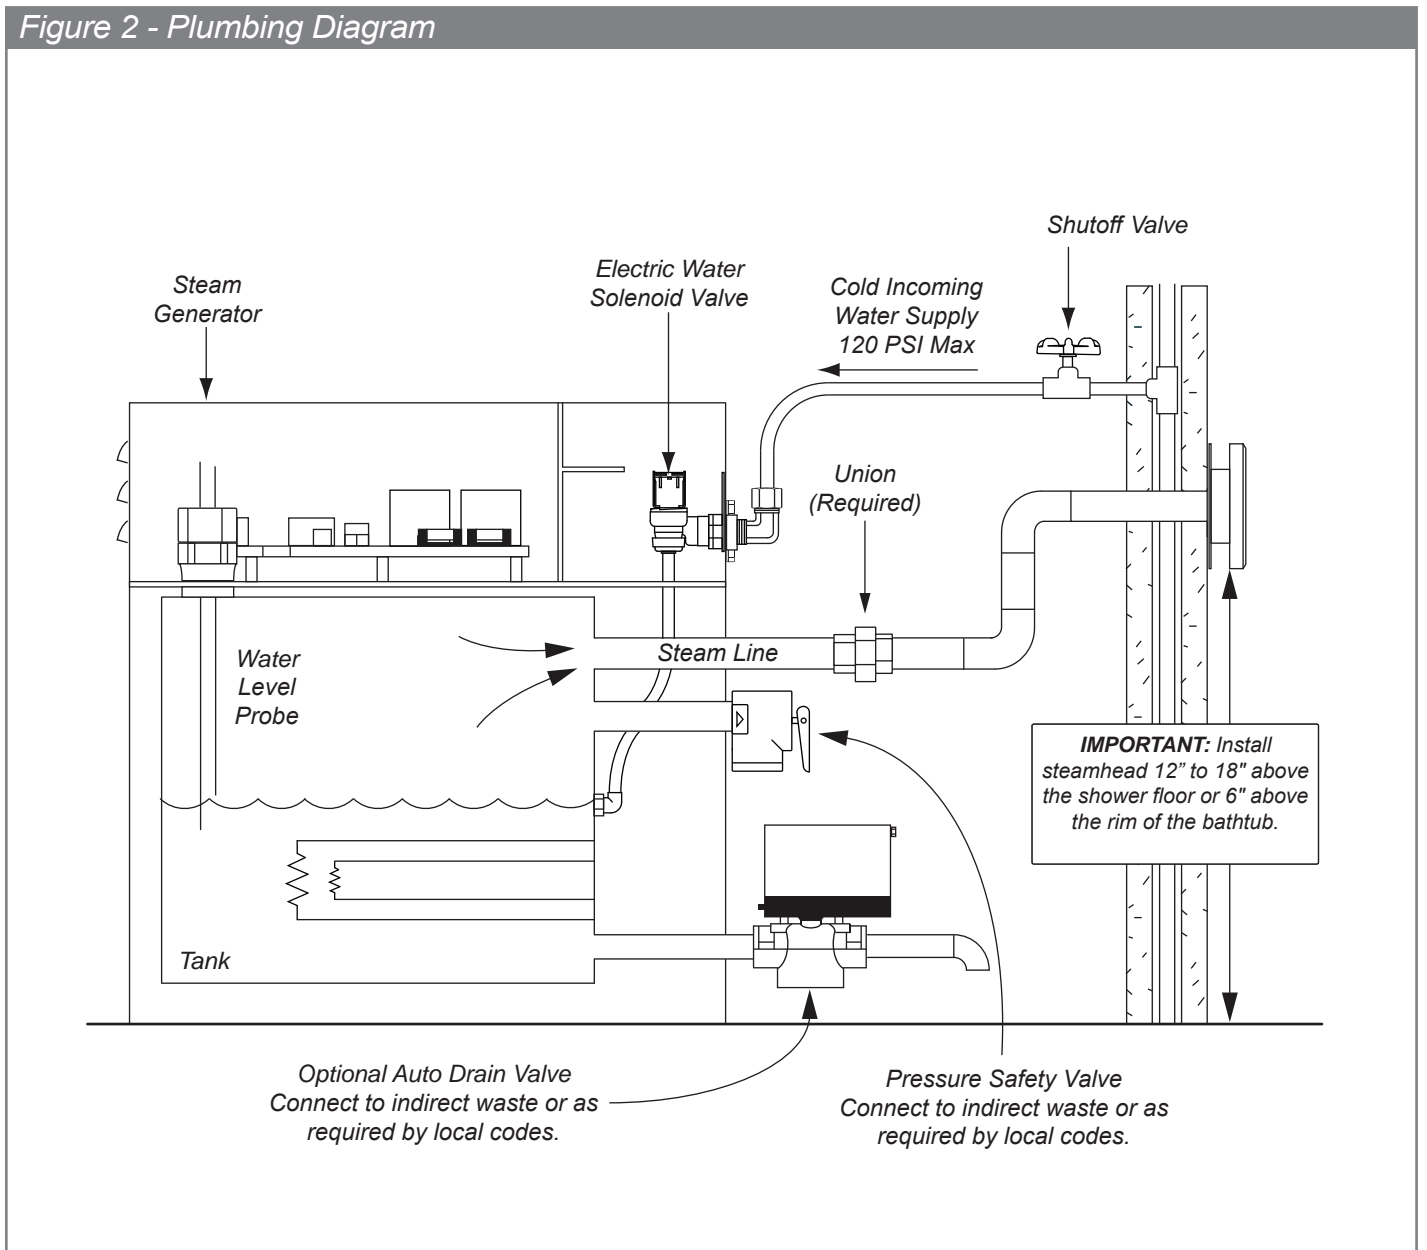 Figure 2 - Plumbing Diagram
Shutoff Valve
Steam
Generator
Electric Water
Solenoid Valve
Cold Incoming
Water Supply
120 PSI Max
Union
(Required)
Steam Line
Water
Level
Probe
IMPORTANT: Install
steamhead 12” to 18" above
the shower floor or 6" above
the rim of the bathtub.
Tank
Optional Auto Drain Valve
Connect to indirect waste or as
required by local codes.
Pressure Safety Valve
Connect to indirect waste or as
required by local codes.